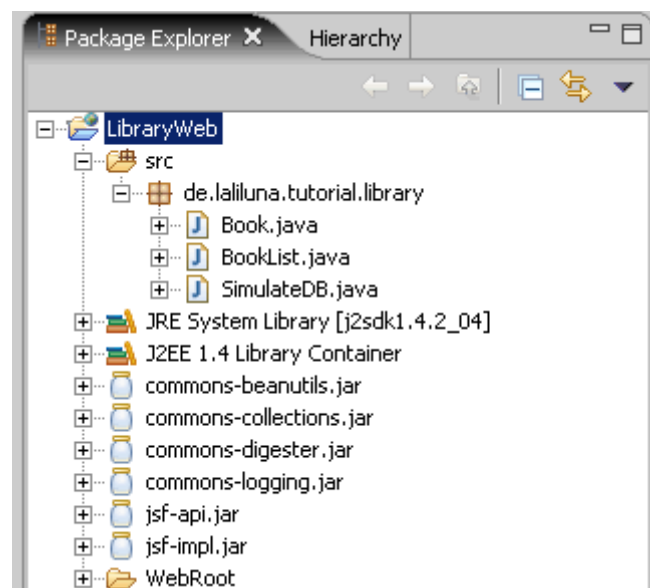 Package Explorer Hierarchy
LibraryWeb
src
de.laliluna.tutorial.library
Book.java
BookList.java
SimulateDB.java
JRE System Library [j2sdk1.4.2_04]
J2EE 1.4 Library Container
commons-beanutils.jar
commons-collections.jar
commons-digester.jar
commons-logging.jar
jsf-api.jar
jsf-impl.jar
WebRoot